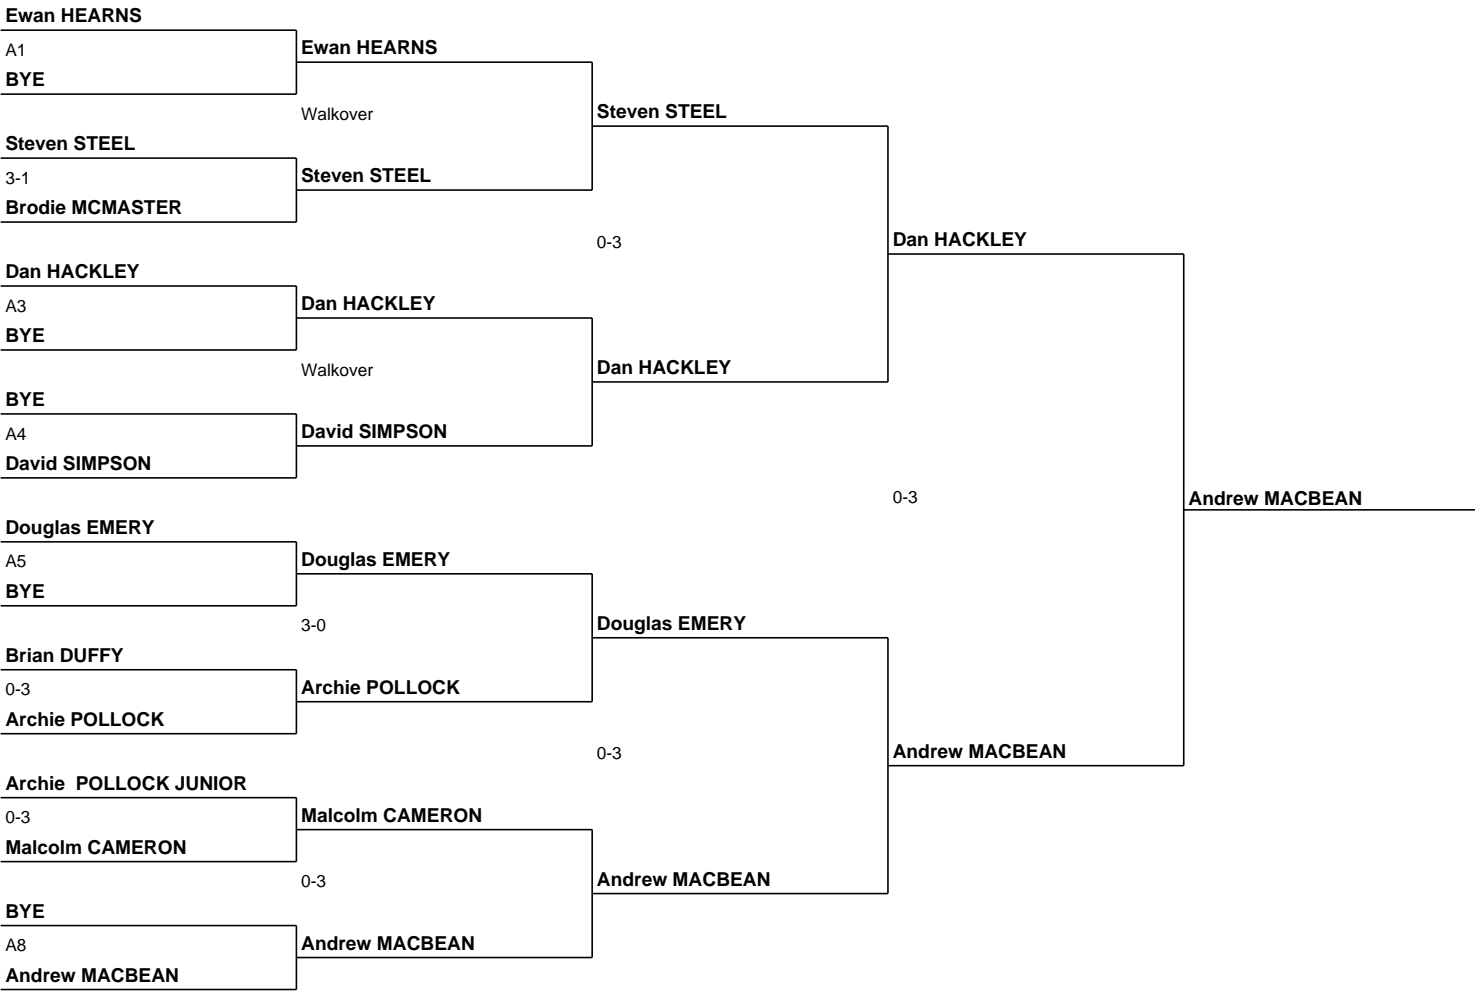 Ewan HEARNS
A1
BYE
Steven STEEL
3-1
Brodie MCMASTER
Dan HACKLEY
A3
BYE
BYE
A4
David SIMPSON
Douglas EMERY
A5
BYE
Brian DUFFY
0-3
Archie POLLOCK
Archie  POLLOCK JUNIOR
0-3
Malcolm CAMERON
BYE
A8
Andrew MACBEAN
Ewan HEARNS
Walkover
Steven STEEL
Dan HACKLEY
Walkover
David SIMPSON
Douglas EMERY
3-0
Archie POLLOCK
Malcolm CAMERON
0-3
Andrew MACBEAN
Steven STEEL
0-3
Dan HACKLEY
Douglas EMERY
0-3
Andrew MACBEAN
Dan HACKLEY
0-3
Andrew MACBEAN
Andrew MACBEAN